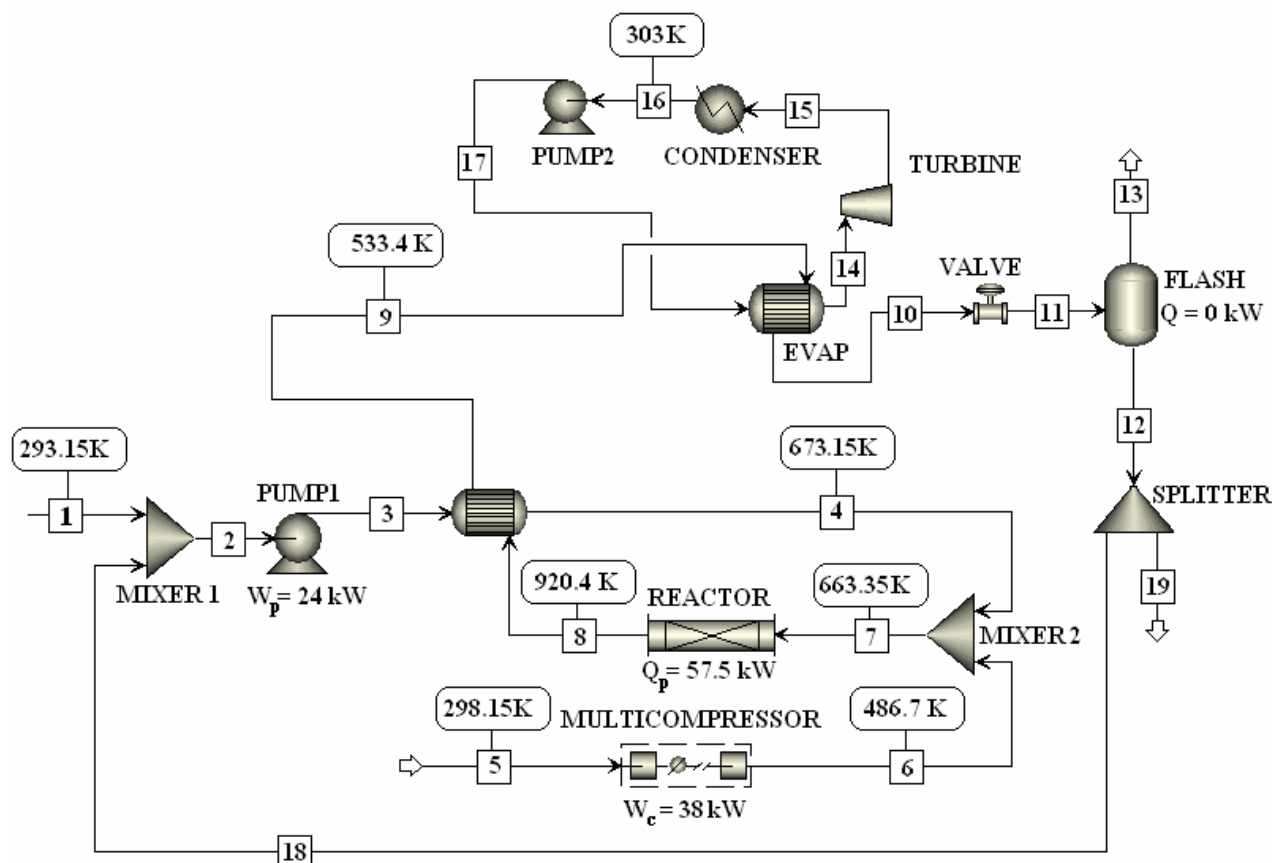 303 K
16
15
17
PUMP2
CONDENSER
TURBINE
13
533.4 K
14
VALVE
FLASH
Q = 0 kW
9
10
11
EVAP
12
293.15K
673.15K
PUMP1
SPLITTER
1
2
3
4
MIXER 1
W_p = 24 kW
920.4 K
REACTOR
663.35K
19
8
7
MIXER 2
Q_p = 57.5 kW
298.15K
MULTICOMPRESSOR
486.7 K
5
6
W_c = 38 kW
18